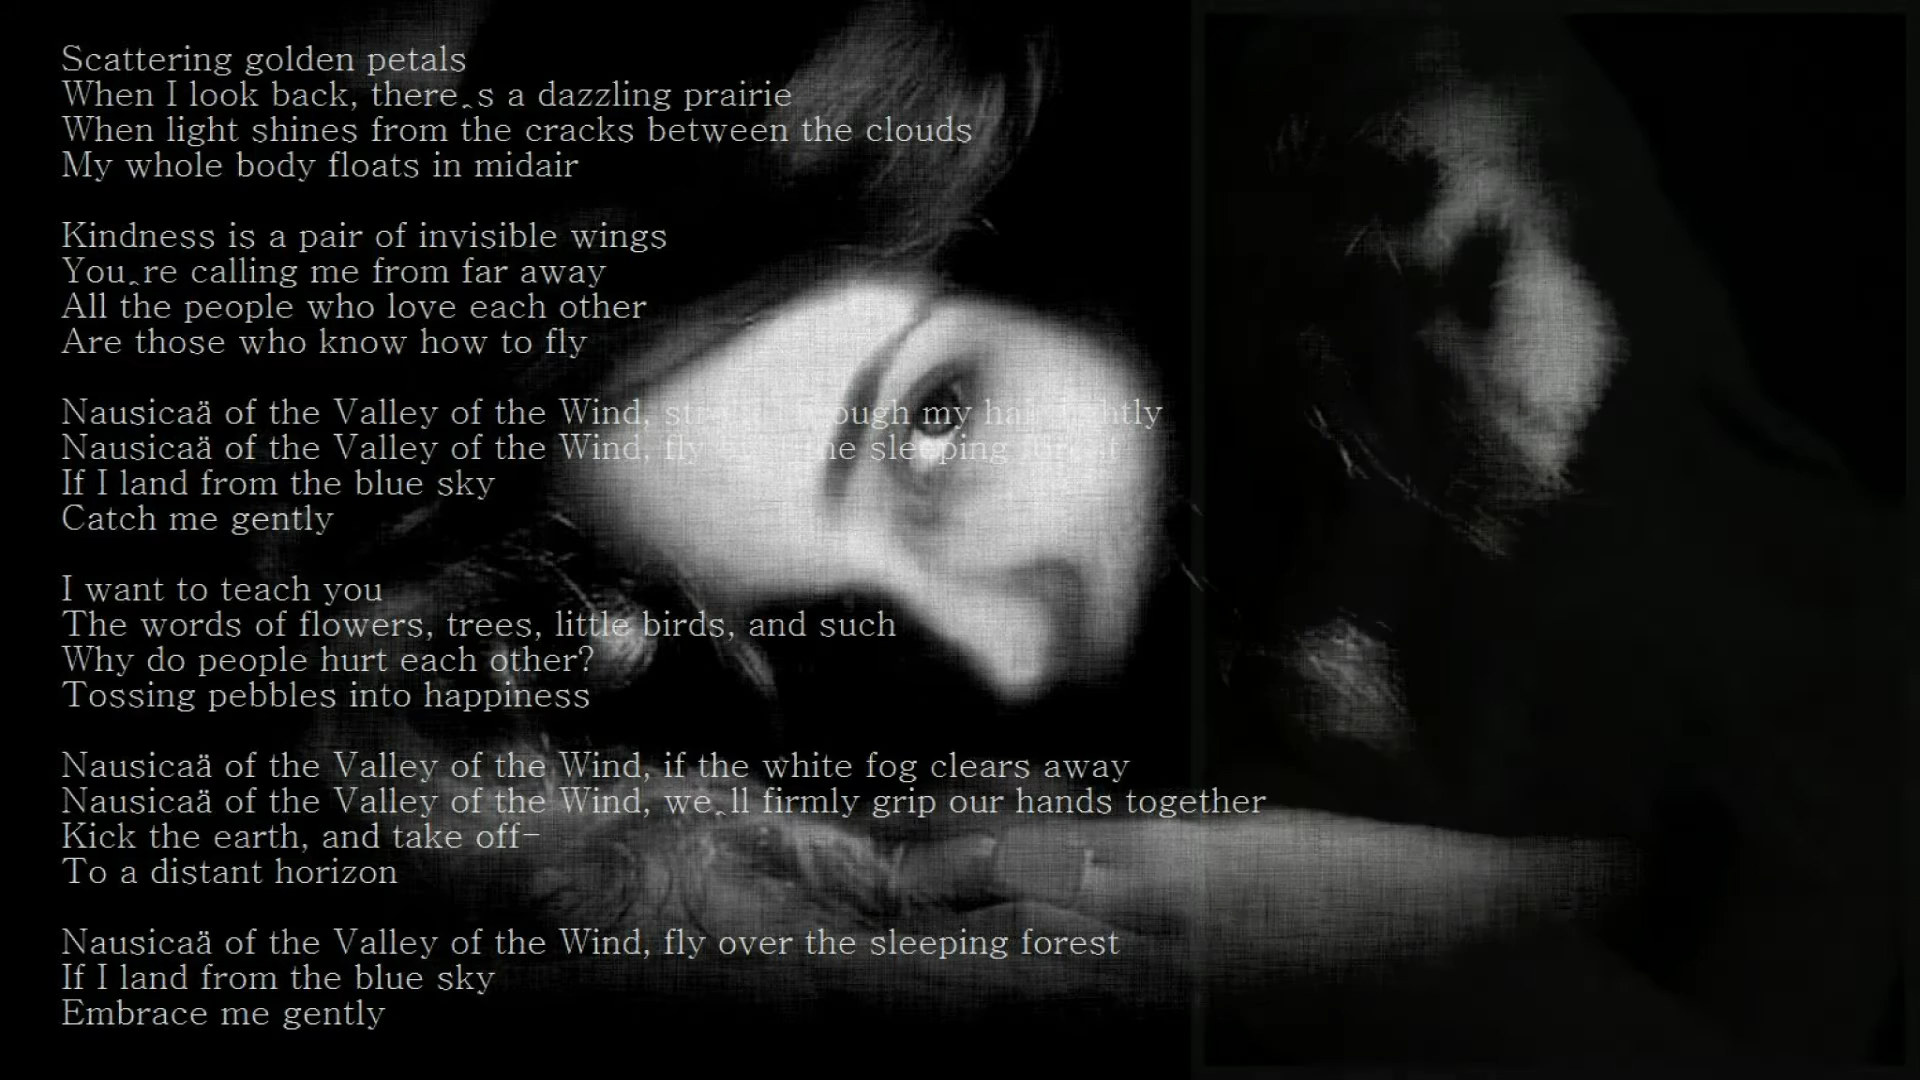 Scattering golden petals
When I look back, there˛s a dazzling prairie
When light shines from the cracks between the clouds
My whole body floats in midair
Kindness is a pair of invisible wings
You˛re calling me from far away
All the people who love each other
Are those who know how to fly
Nausicaä of the Valley of the Wind, through my hair lightly
Nausicaä of the Valley of the Wind, fly over the sleeping forest
If I land from the blue sky
Catch me gently
I want to teach you
The words of flowers, trees, little birds, and such
Why do people hurt each other?
Tossing pebbles into happiness
Nausicaä of the Valley of the Wind, if the white fog clears away
Nausicaä of the Valley of the Wind, we˛ll firmly grip our hands together
Kick the earth, and take off-
To a distant horizon
Nausicaä of the Valley of the Wind, fly over the sleeping forest
If I land from the blue sky
Embrace me gently